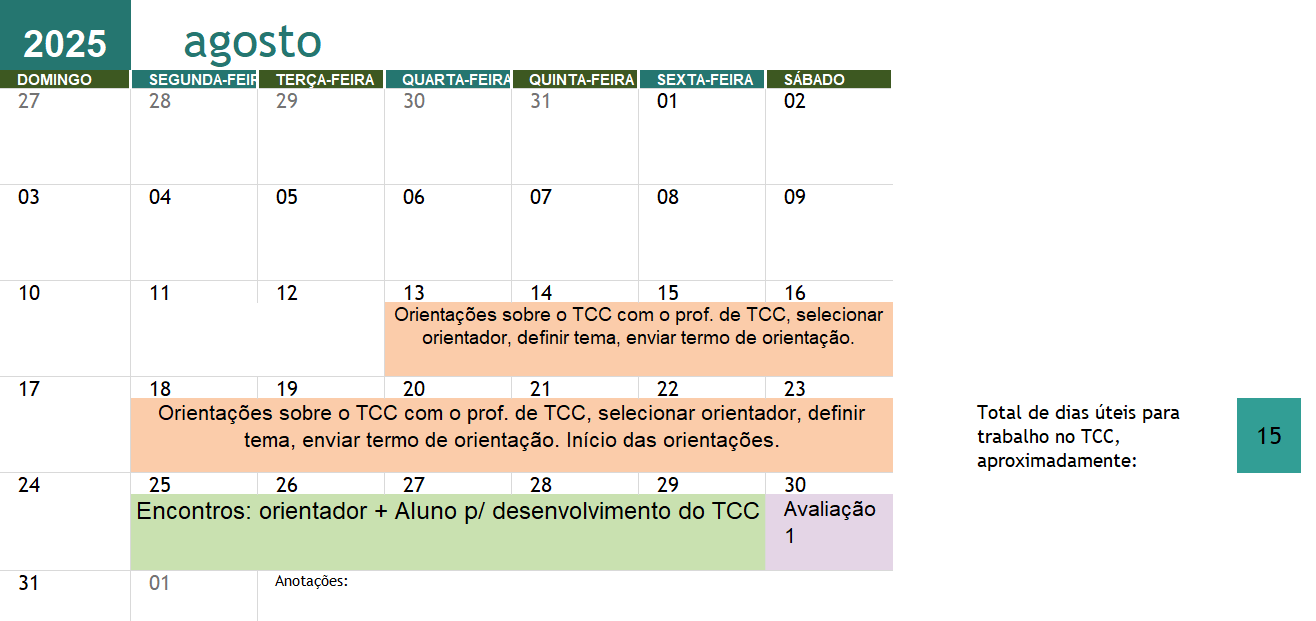 2025 agosto
DOMINGO SEGUNDA-FEIR TERÇA-FEIRA QUARTA-FEIRA QUINTA-FEIRA SEXTA-FEIRA SÁBADO
27 28 29 30 31 01 02
03 04 05 06 07 08 09
10 11 12 13 14 15 16
Orientações sobre o TCC com o prof. de TCC, selecionar
orientador, definir tema, enviar termo de orientação.
17 18 19 20 21 22 23
Orientações sobre o TCC com o prof. de TCC, selecionar orientador, definir
tema, enviar termo de orientação. Início das orientações.
Total de dias úteis para
trabalho no TCC,
aproximadamente:
15
24 25 26 27 28 29 30
Encontros: orientador + Aluno p/ desenvolvimento do TCC
Avaliação
1
31 01 Anotações: